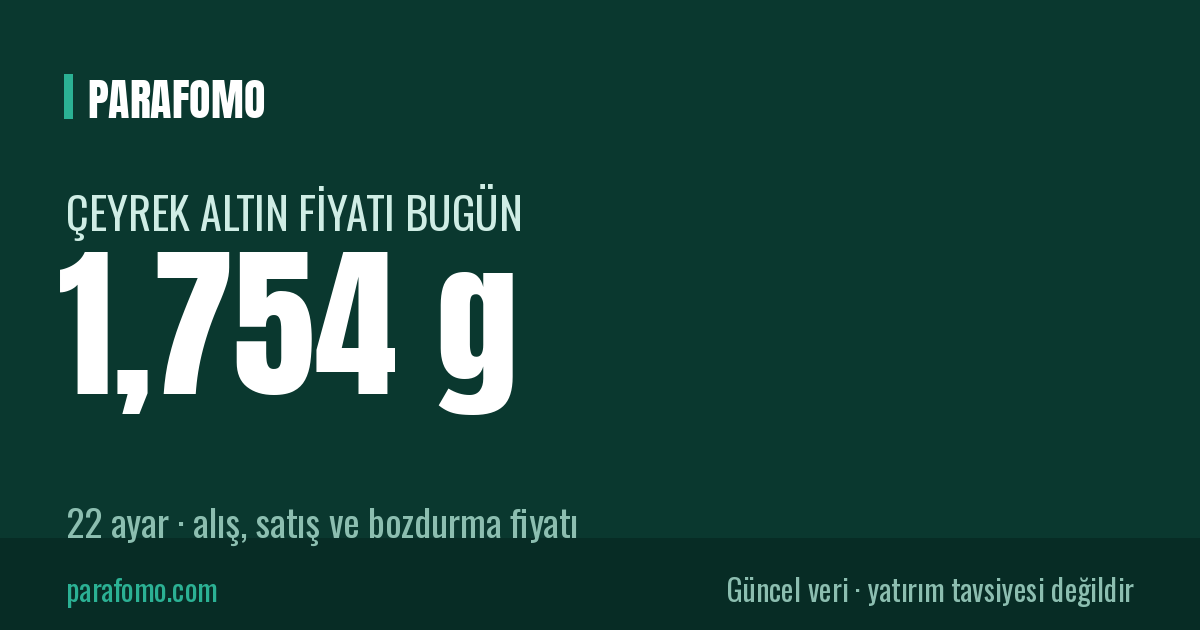 PARAFOMO
ÇEYREK ALTIN FİYATI BUGÜN
1,754 g
22 ayar · alış, satış ve bozdurma fiyatı
parafomo.com
Güncel veri · yatırım tavsiyesi değildir